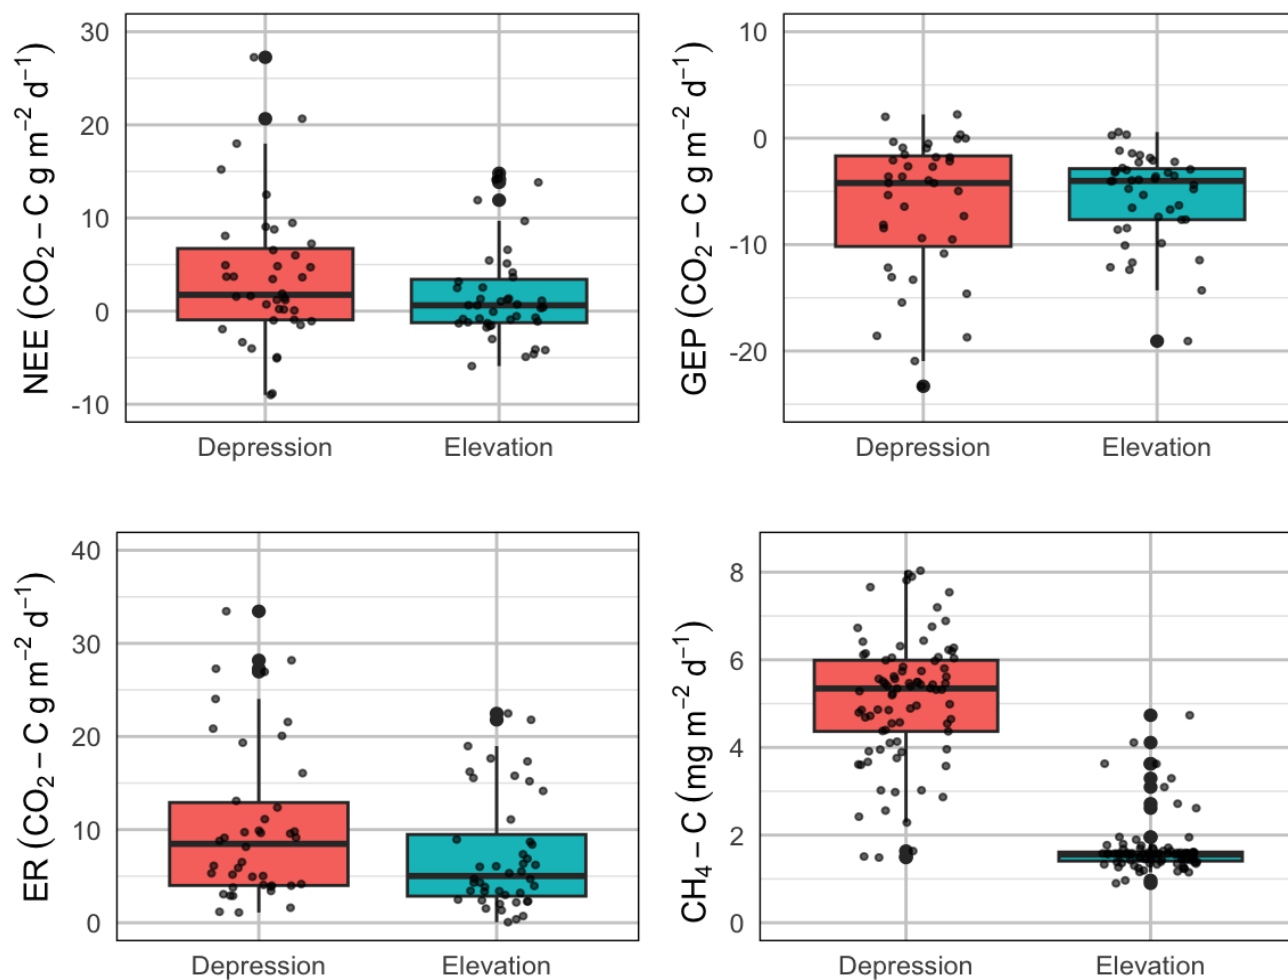 NEE (CO₂ − C g m⁻² d⁻¹)
30
20
10
0
-10
Depression
Elevation
GEP (CO₂ − C g m⁻² d⁻¹)
10
0
-10
-20
Depression
Elevation
ER (CO₂ − C g m⁻² d⁻¹)
40
30
20
10
0
Depression
Elevation
CH₄ − C (mg m⁻² d⁻¹)
8
6
4
2
0
Depression
Elevation